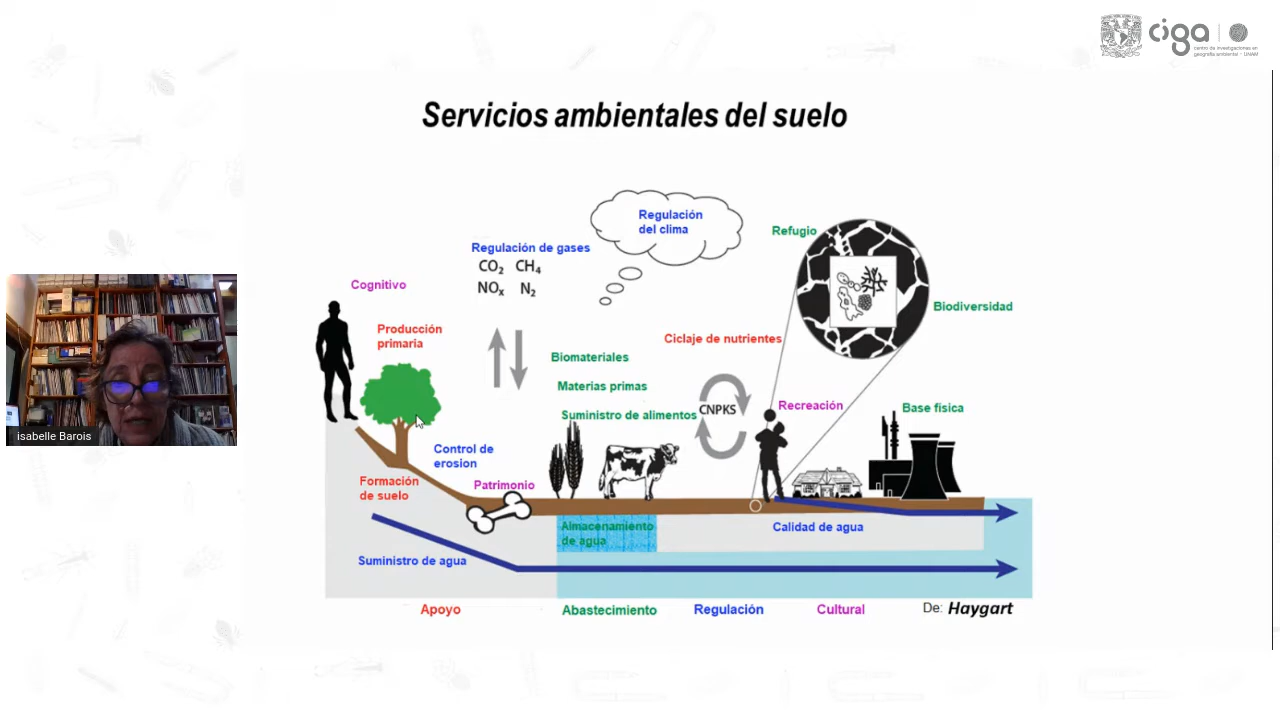 ciga
centro de investigaciones en
geografía ambiental - UNAM
Servicios ambientales del suelo
Regulación
del clima
Refugio
Regulación de gases
CO₂ CH₄
NOₓ N₂
Cognitivo
Biodiversidad
Producción
primaria
Ciclaje de nutrientes
Biomateriales
Materias primas
Suministro de alimentos
CNPKS
Recreación
Base física
Control de
erosion
Formación
de suelo
Patrimonio
Almacenamiento
de agua
Calidad de agua
Suministro de agua
Apoyo
Abastecimiento
Regulación
Cultural
De: Haygart
isabelle Barois